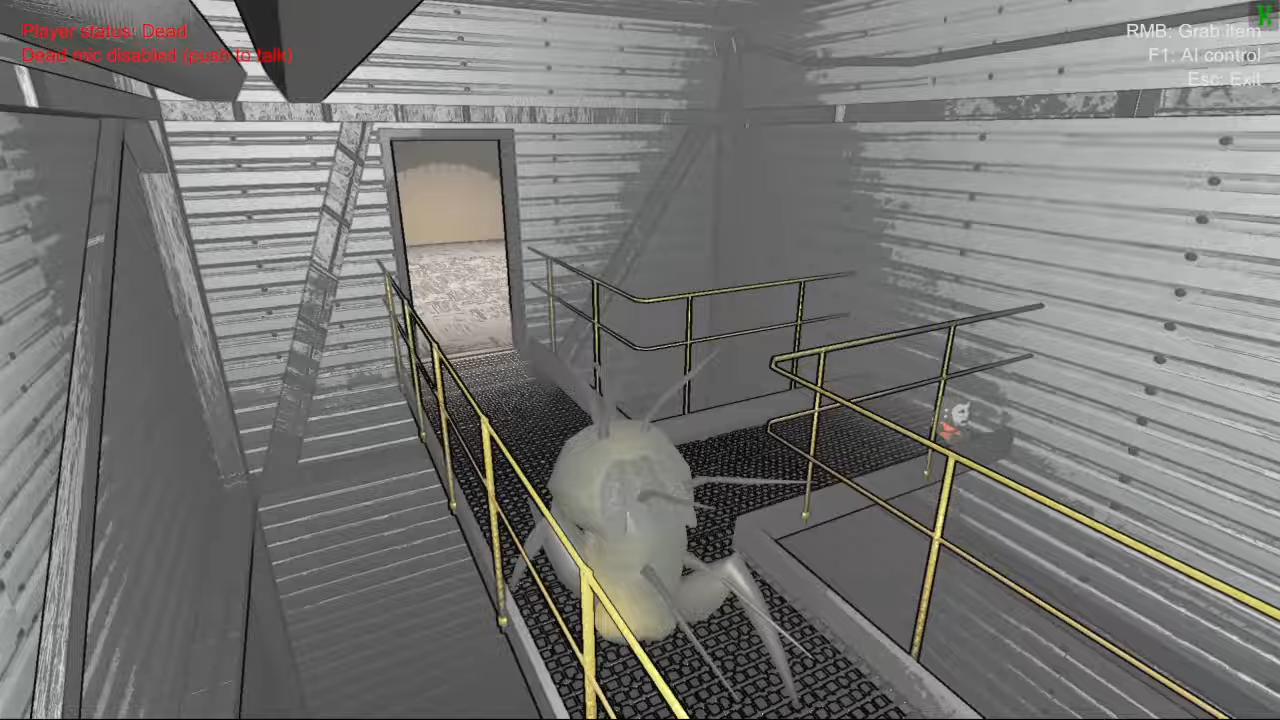 Player status: Dead
Dead mic disabled (push to talk)
RMB: Grab item
F1: AI control
Esc: Exit